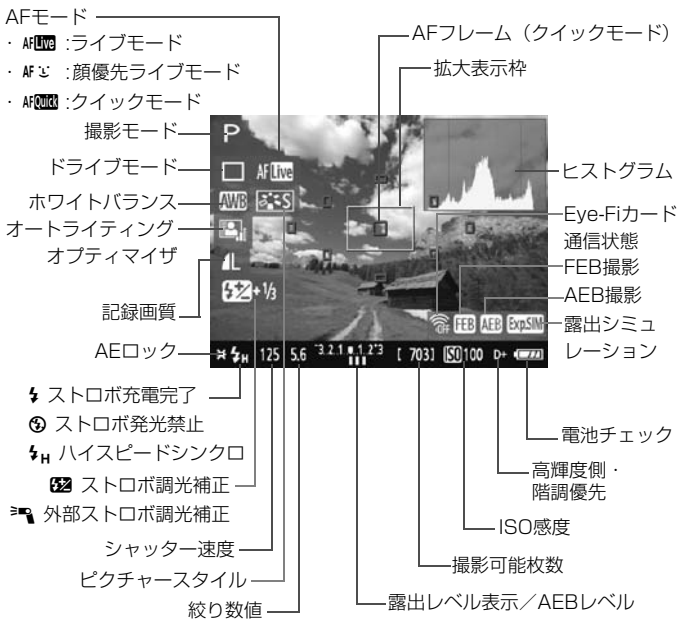 AFモード
・AF Live :ライブモード
・AF :顔優先ライブモード
・AF Quick :クイックモード
撮影モード
ドライブモード
ホワイトバランス
オートライティング
オプティマイザ
記録画質
AEロック
ストロボ充電完了
ストロボ発光禁止
H ハイスピードシンクロ
ストロボ調光補正
外部ストロボ調光補正
シャッター速度
ピクチャースタイル
絞り数値
AFフレーム（クイックモード）
拡大表示枠
ヒストグラム
Eye-Fiカード
通信状態
FEB撮影
AEB撮影
露出シミュ
レーション
電池チェック
高輝度側・
階調優先
ISO感度
撮影可能枚数
露出レベル表示／AEBレベル
P
AF Live
AWB S
L
+1/3
OFF FEB AEB Exp.SIM
H 125 5.6 -3.2.1.1.2+3 [ 703] ISO 100 D+